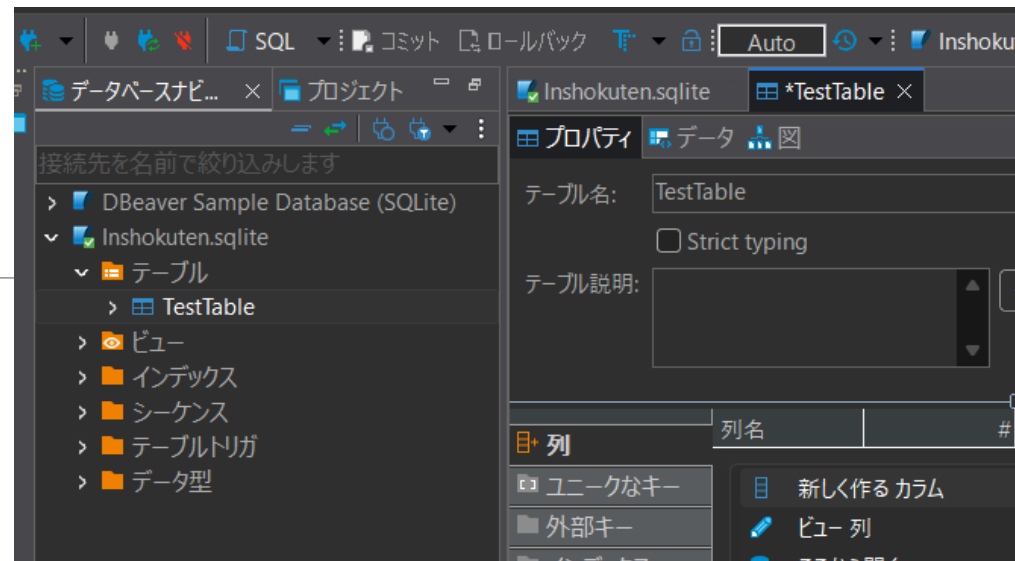 SQL コミット ロールバック Auto Inshoku
データベースナビ... プロジェクト
接続先を名前で絞り込みします
DBeaver Sample Database (SQLite)
Inshokuten.sqlite
テーブル
TestTable
ビュー
インデックス
シーケンス
テーブルトリガ
データ型
Inshokuten.sqlite *TestTable
プロパティ データ 図
テーブル名: TestTable
Strict typing
テーブル説明:
列名 #
列
ユニークなキー
外部キー
新しく作る カラム
ビュー 列